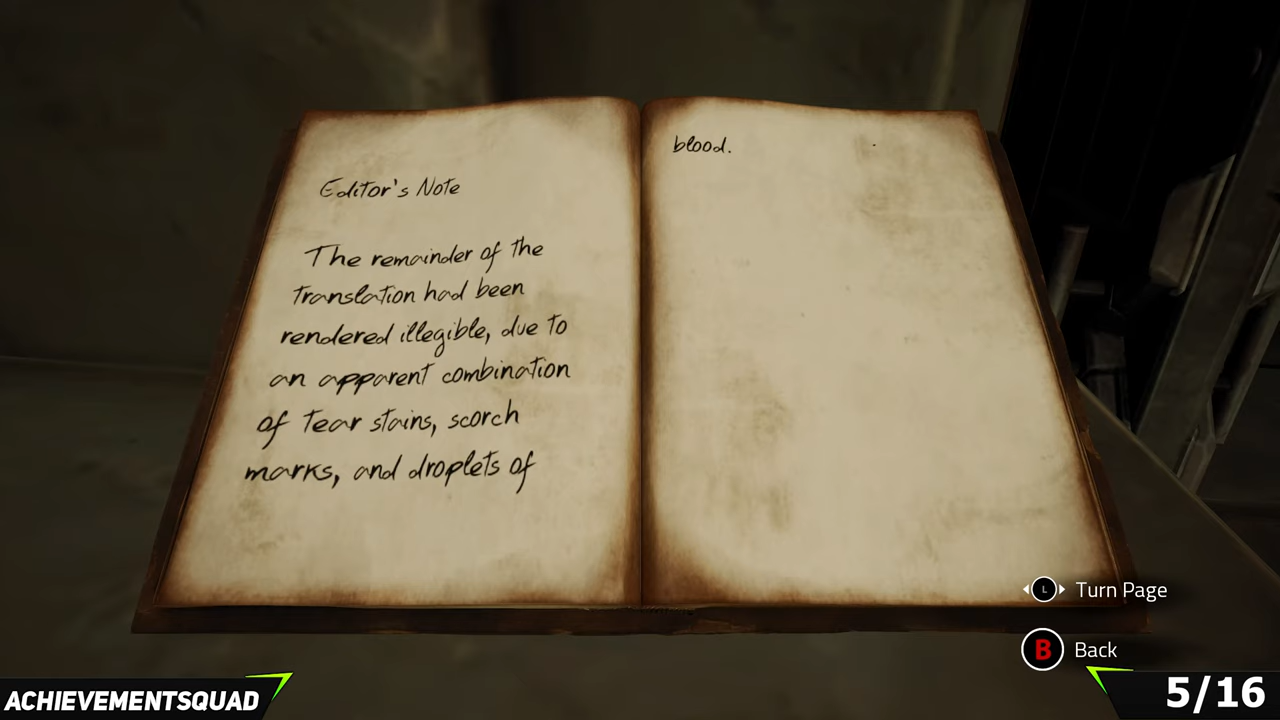 Editor's Note
The remainder of the
translation had been
rendered illegible, due to
an apparent combination
of tear stains, scorch
marks, and droplets of
blood.
L
Turn Page
B
Back
ACHIEVEMENTSQUAD
5/16